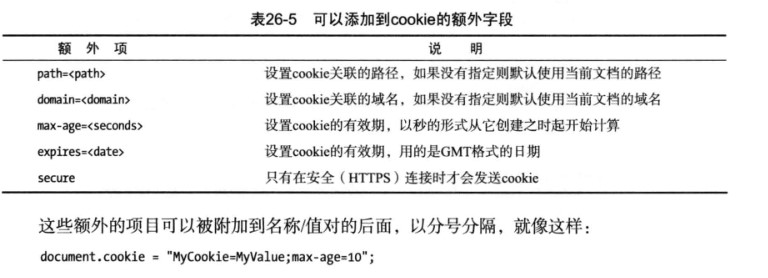 表26-5 可以添加到cookie的额外字段
额 外 项 说 明
path=<path> 设置cookie关联的路径，如果没有指定则默认使用当前文档的路径
domain=<domain> 设置cookie关联的域名，如果没有指定则默认使用当前文档的域名
max-age=<seconds> 设置cookie的有效期，以秒的形式从它创建之时起开始计算
expires=<date> 设置cookie的有效期，用的是GMT格式的日期
secure 只有在安全（HTTPS）连接时才会发送cookie
这些额外的项目可以被附加到名称/值对的后面，以分号分隔，就像这样：
document.cookie = "MyCookie=MyValue;max-age=10";